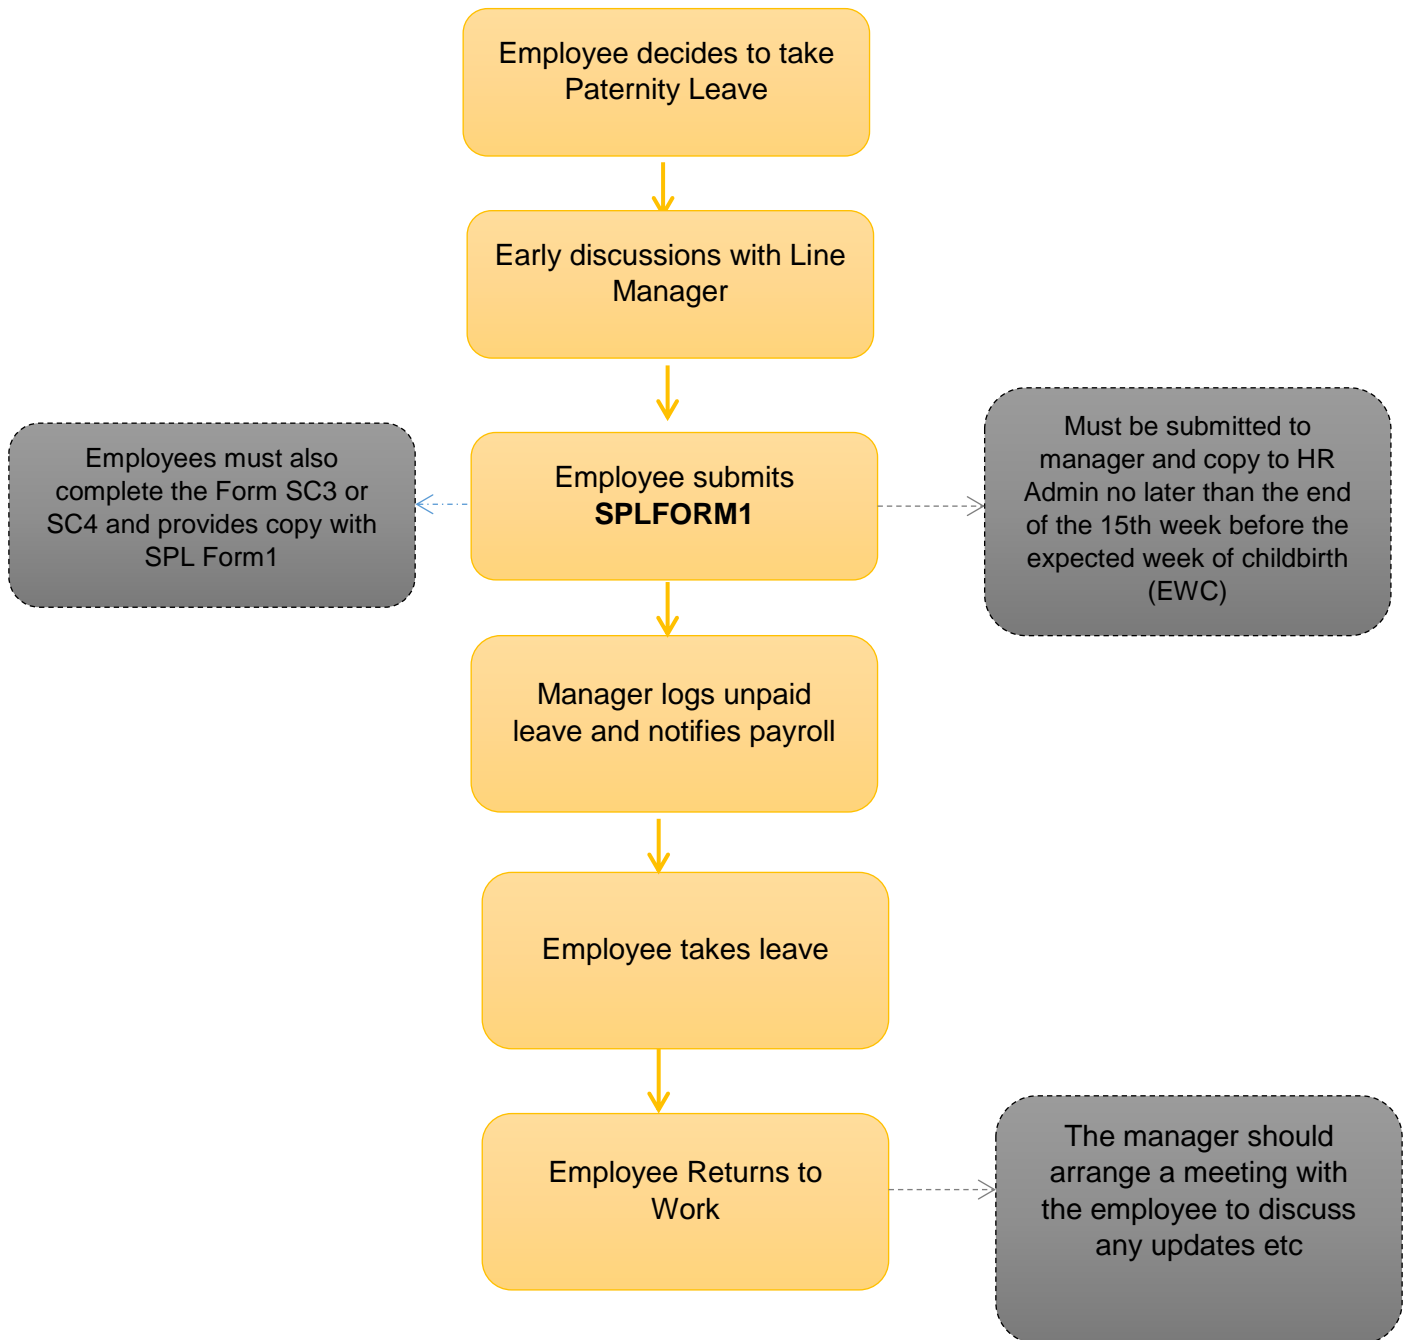 Employee decides to take
Paternity Leave
Early discussions with Line
Manager
Employees must also
complete the Form SC3 or
SC4 and provides copy with
SPL Form1
Employee submits
SPLFORM1
Must be submitted to
manager and copy to HR
Admin no later than the end
of the 15th week before the
expected week of childbirth
(EWC)
Manager logs unpaid
leave and notifies payroll
Employee takes leave
Employee Returns to
Work
The manager should
arrange a meeting with
the employee to discuss
any updates etc